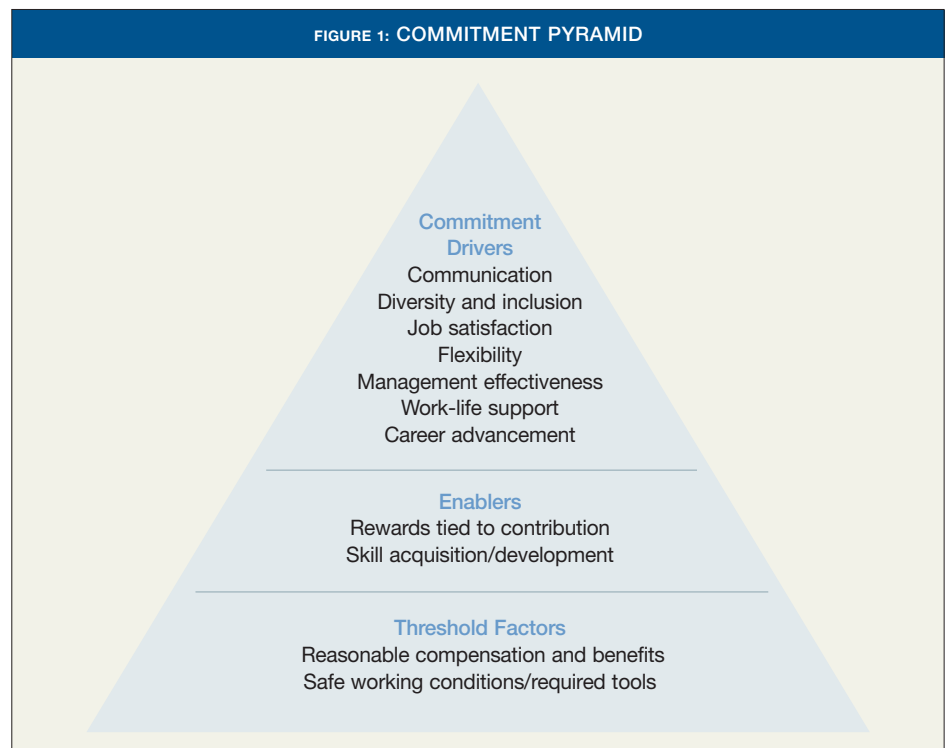 FIGURE 1: COMMITMENT PYRAMID
Commitment
Drivers
Communication
Diversity and inclusion
Job satisfaction
Flexibility
Management effectiveness
Work-life support
Career advancement
Enablers
Rewards tied to contribution
Skill acquisition/development
Threshold Factors
Reasonable compensation and benefits
Safe working conditions/required tools